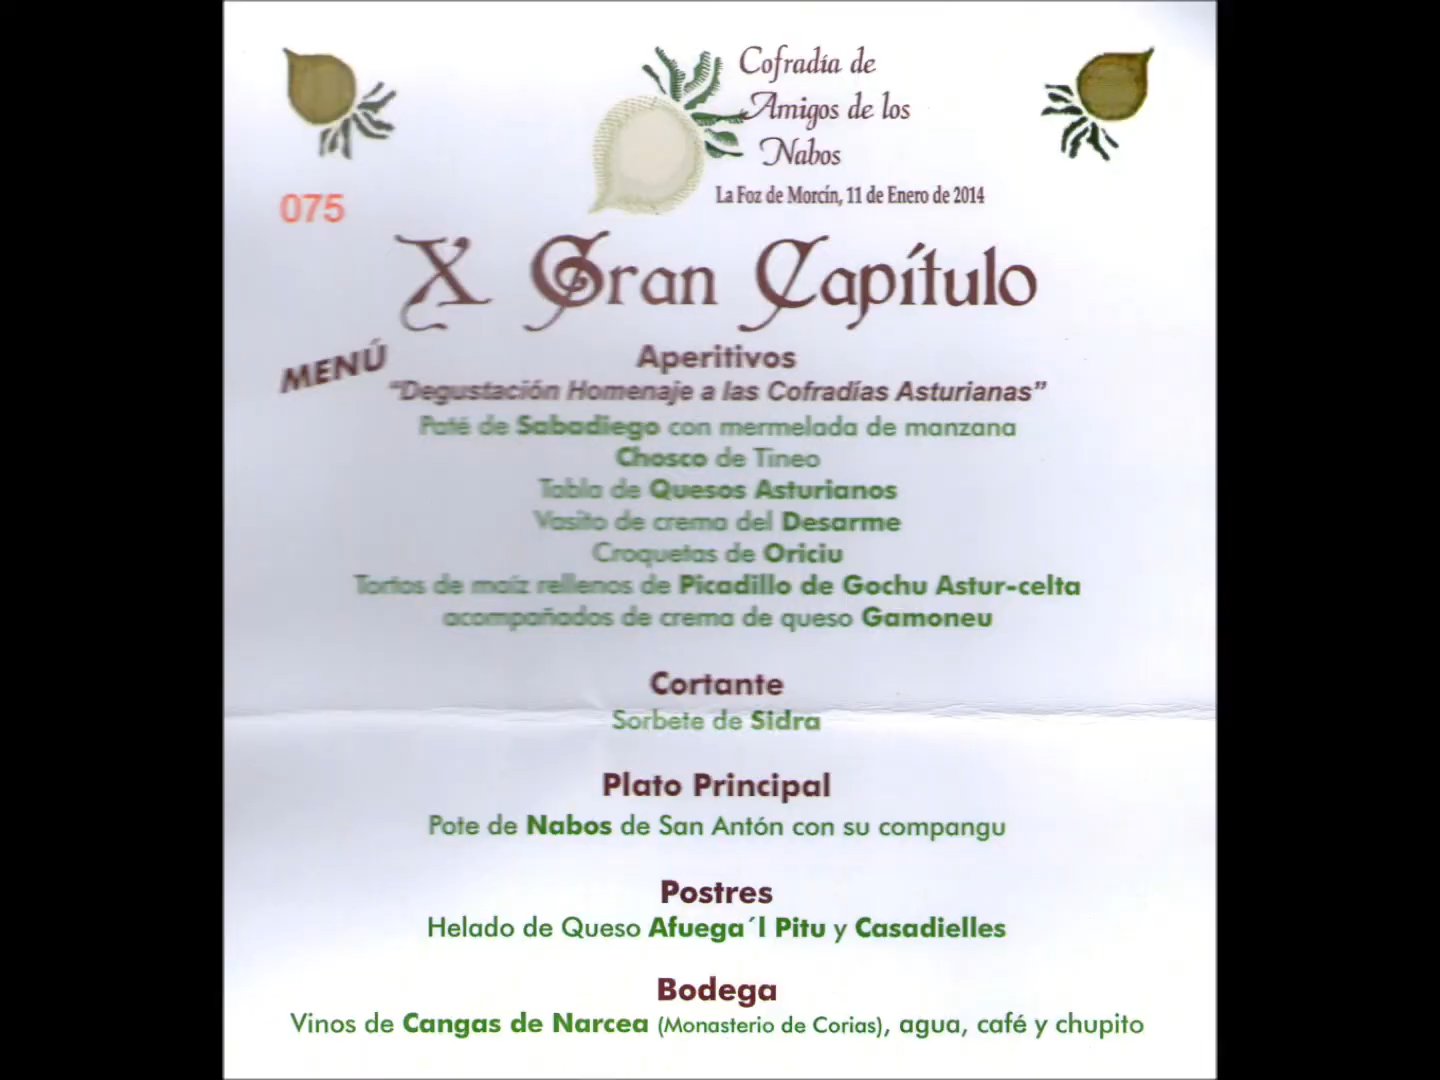 Cofradía de
Amigos de los
Nabos
La Foz de Morcín, 11 de Enero de 2014
075
X Gran Capítulo
MENÚ
Aperitivos
“Degustación Homenaje a las Cofradías Asturianas”
Paté de Sabadiego con mermelada de manzana
Chosco de Tineo
Tabla de Quesos Asturianos
Vasito de crema del Desarme
Croquetas de Oriciu
Tortos de maíz rellenos de Picadillo de Gochu Astur-celta
acompañados de crema de queso Gamoneu
Cortante
Sorbete de Sidra
Plato Principal
Pote de Nabos de San Antón con su compangu
Postres
Helado de Queso Afuega´l Pitu y Casadielles
Bodega
Vinos de Cangas de Narcea (Monasterio de Corias), agua, café y chupito